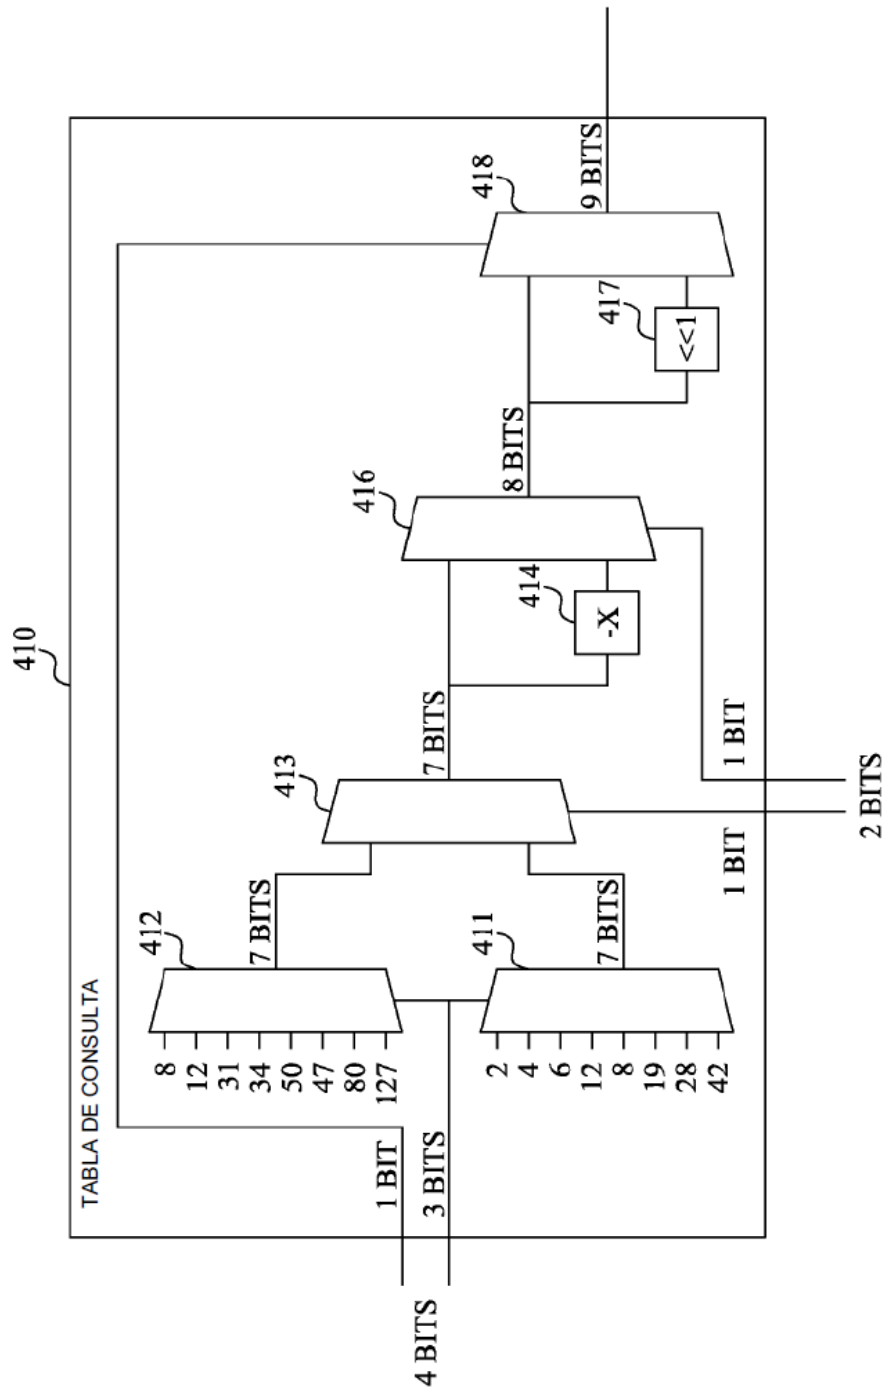 410
TABLA DE CONSULTA
4 BITS
1 BIT
3 BITS
8
12
31
34
50
47
80
127
412
7 BITS
2
4
6
12
8
19
28
42
411
7 BITS
413
7 BITS
1 BIT
2 BITS
1 BIT
414
-X
416
8 BITS
417
<<1
418
9 BITS